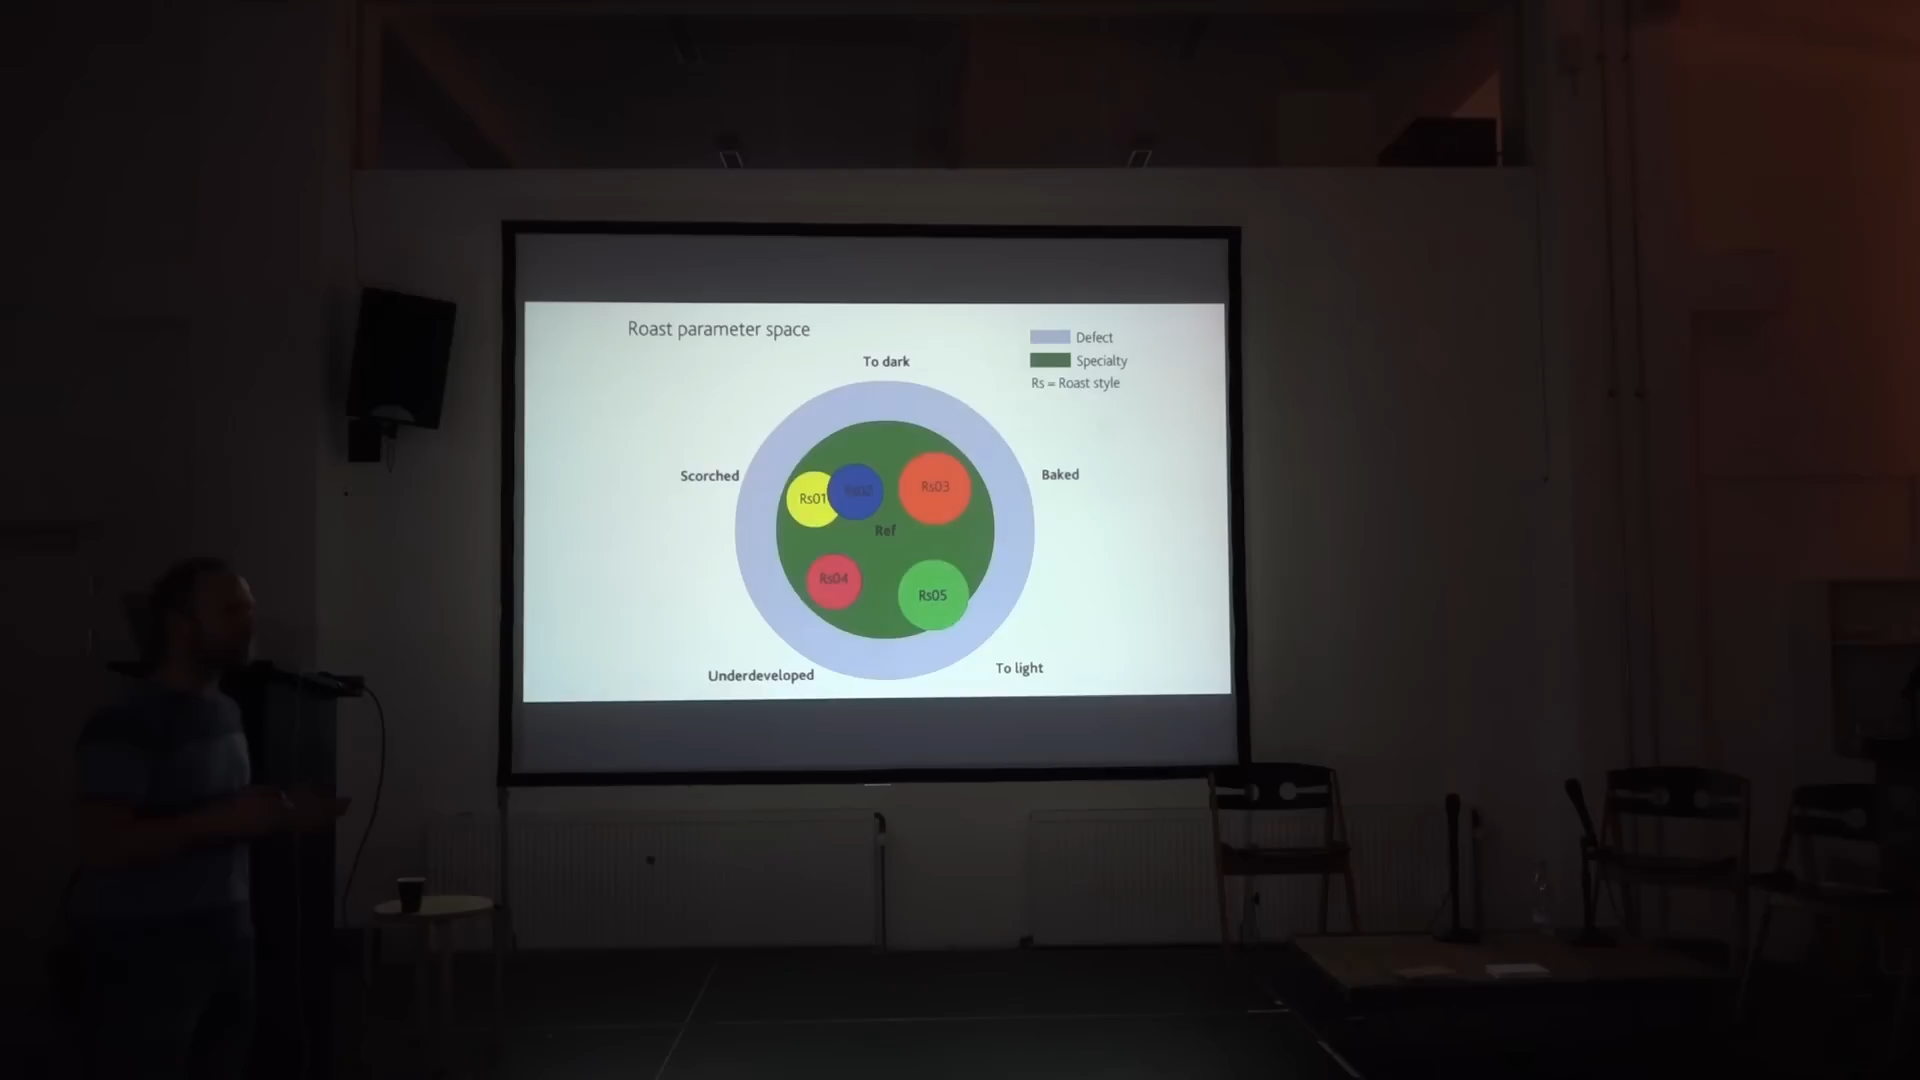 Roast parameter space
Defect
Specialty
Rs = Roast style
To dark
Scorched
Baked
Rs01
Rs02
Rs03
Ref
Rs04
Rs05
Underdeveloped
To light